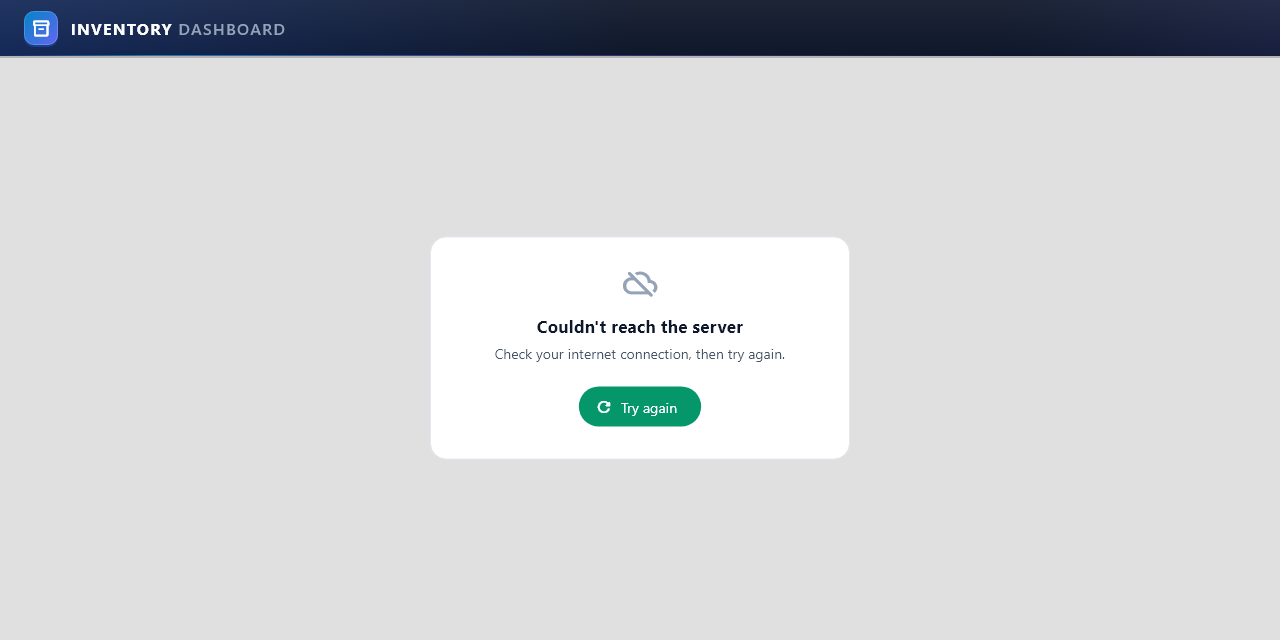 INVENTORY DASHBOARD
Couldn't reach the server
Check your internet connection, then try again.
Try again